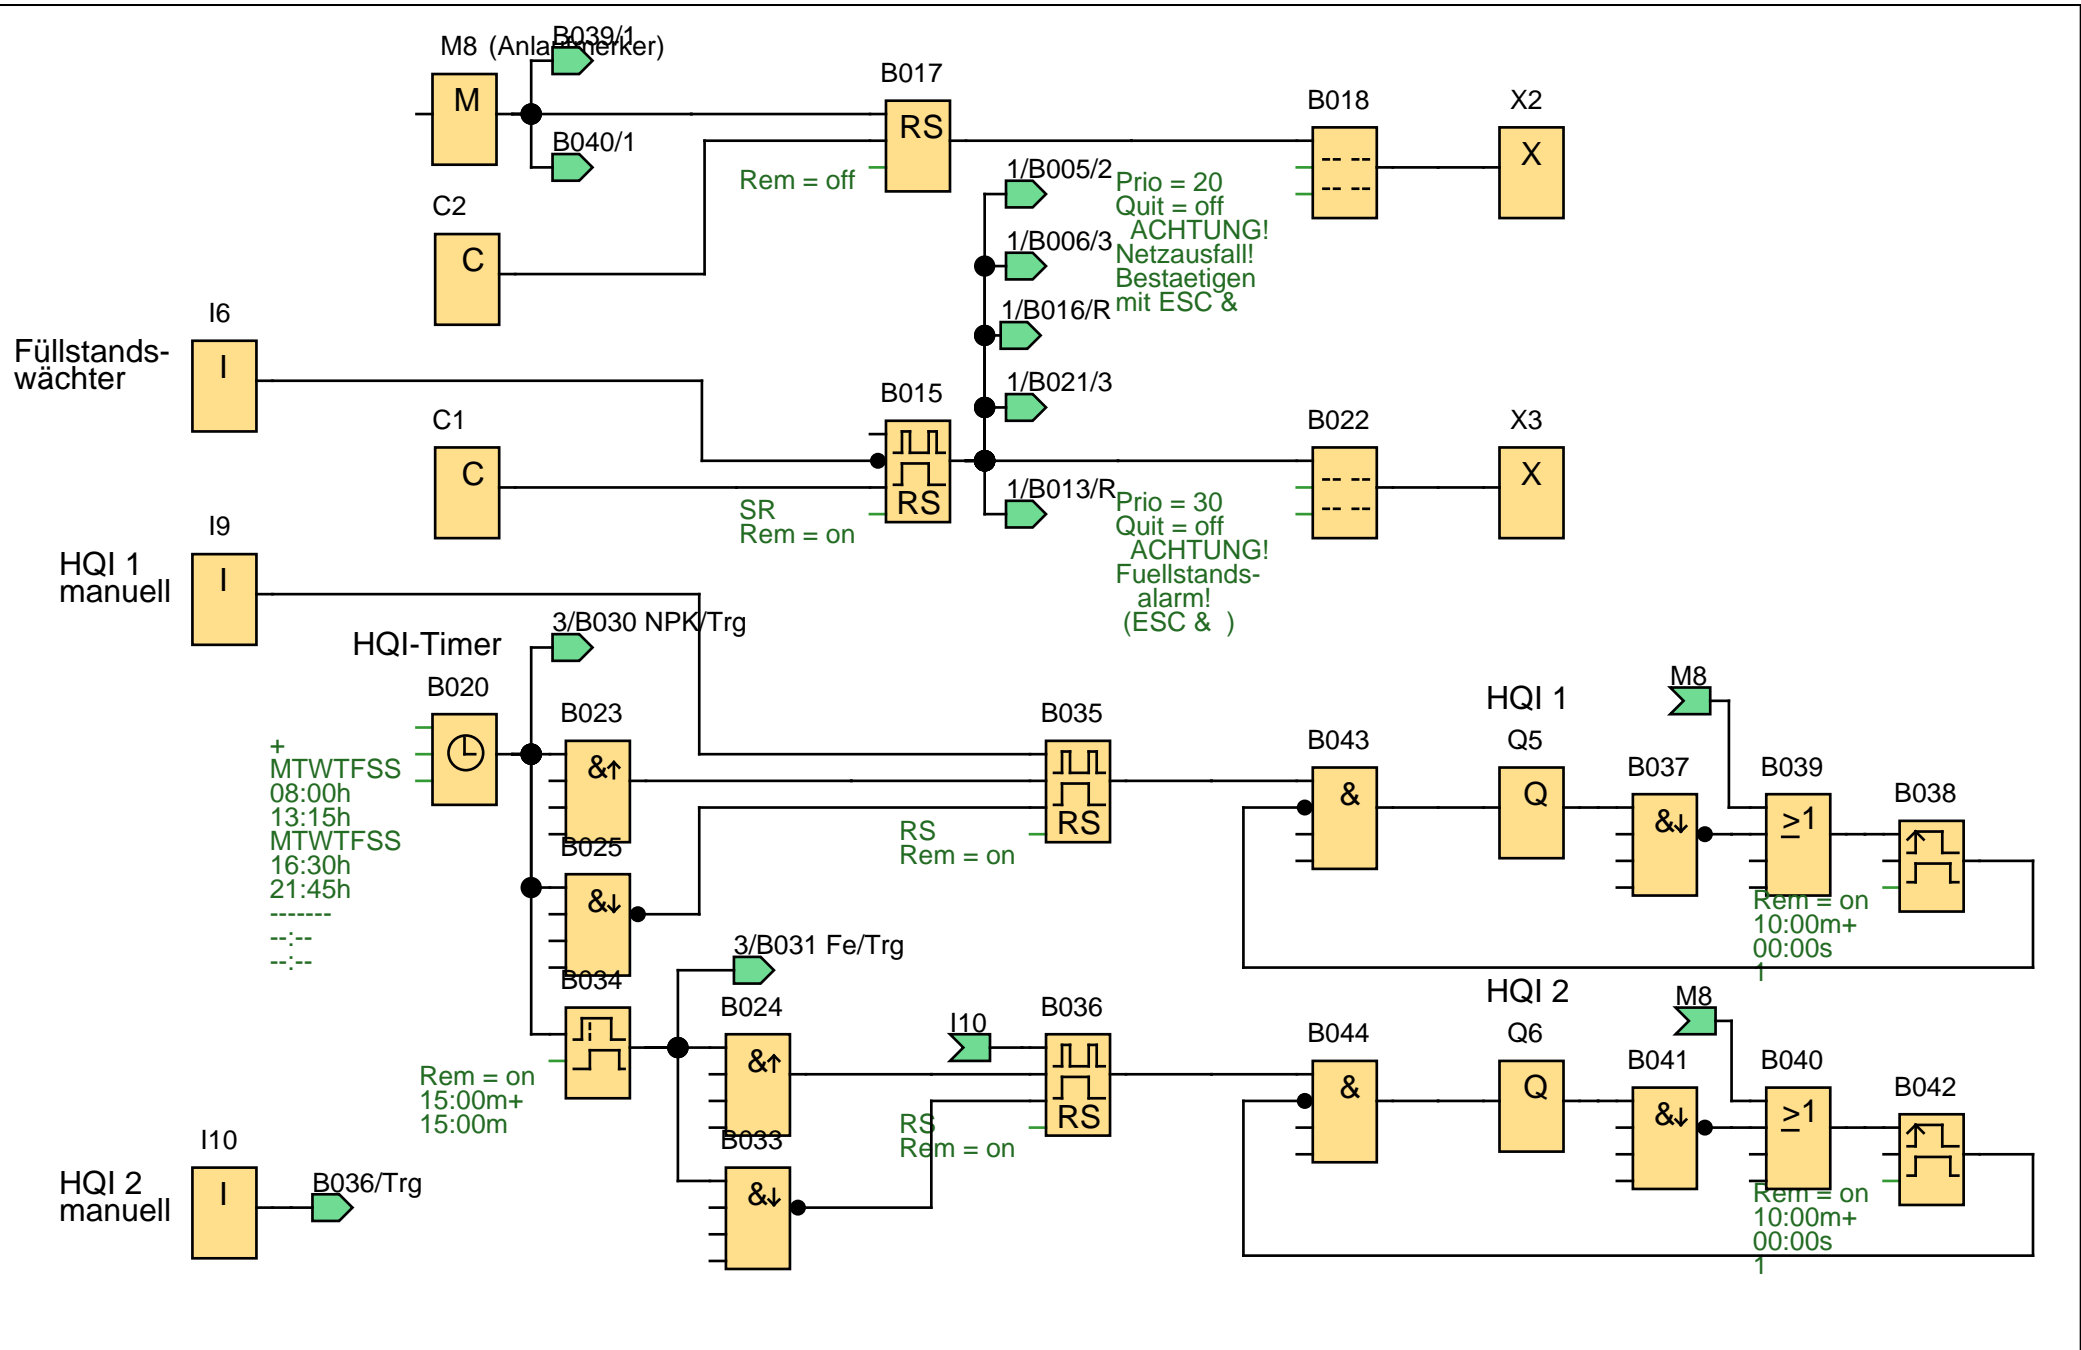 B039/1
M8 (Anlaufmerker)
M
B040/1
B017
RS
Rem = off
B018
-- --
-- --
X2
X
1/B005/2
Prio = 20
Quit = off
ACHTUNG!
Netzausfall!
Bestaetigen
mit ESC &
1/B006/3
1/B016/R
1/B021/3
1/B013/R
C2
C
I6
Füllstands-
wächter
I
C1
C
B015
RS
SR
Rem = on
B022
-- --
-- --
X3
X
Prio = 30
Quit = off
ACHTUNG!
Fuellstands-
alarm!
(ESC & )
I9
HQI 1
manuell
I
3/B030 NPK/Trg
HQI-Timer
B020
+
MTWTFSS
08:00h
13:15h
MTWTFSS
16:30h
21:45h
-------
--:--
--:--
B023
&↑
B025
&↓
B034
Rem = on
15:00m+
15:00m
B035
RS
RS
Rem = on
B043
&
HQI 1
Q5
Q
B037
&↓
M8
B039
≥1
B038
Rem = on
10:00m+
00:00s
1
3/B031 Fe/Trg
B024
&↑
B033
&↓
I10
B036
RS
RS
Rem = on
B044
&
HQI 2
Q6
Q
B041
&↓
M8
B040
≥1
B042
Rem = on
10:00m+
00:00s
1
I10
HQI 2
manuell
I
B036/Trg